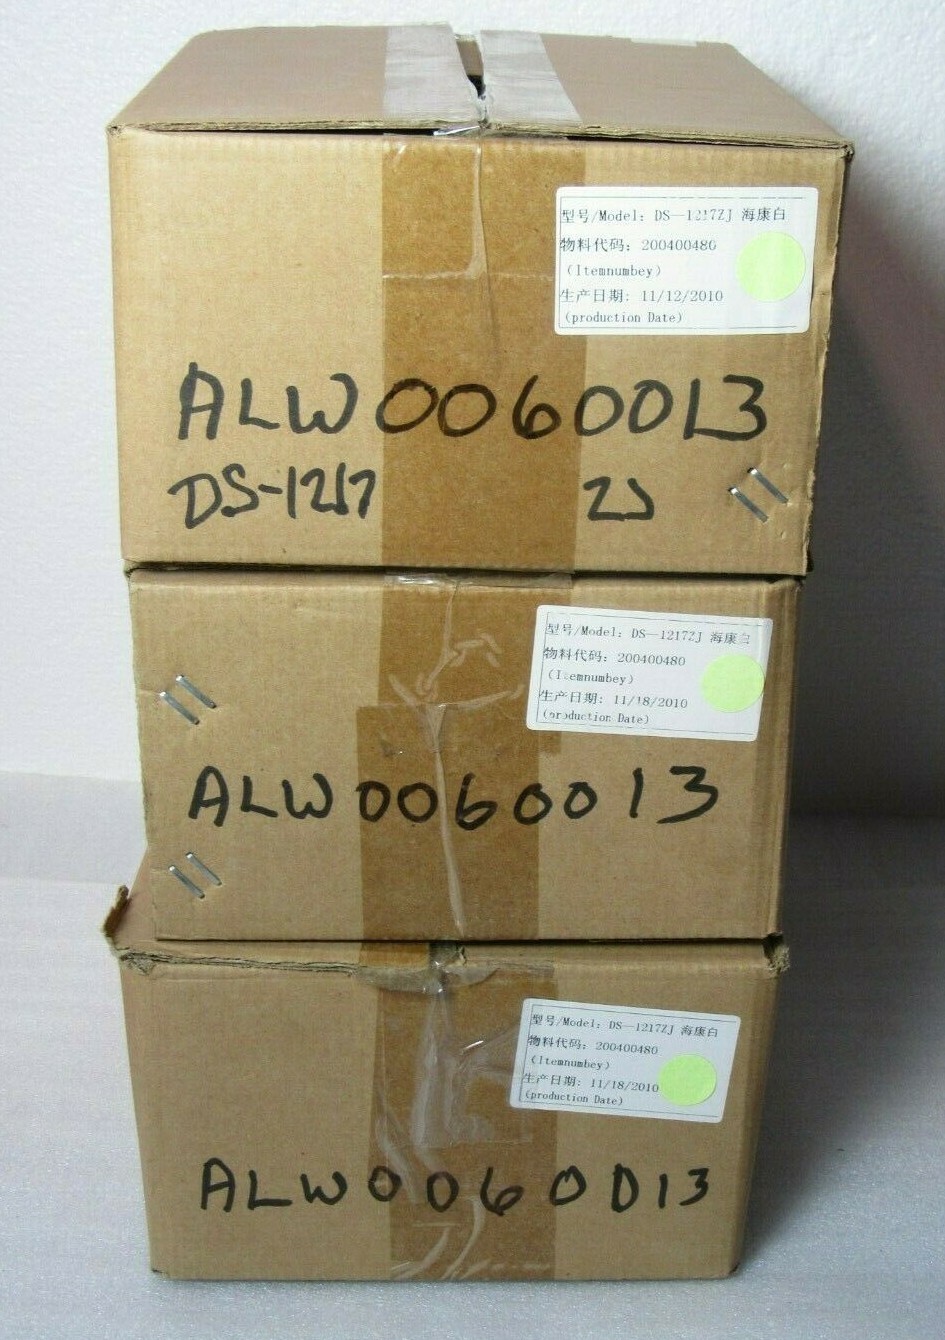 型号/Model: DS—1217ZJ 海康白
物料代码: 200400480
(Itemnumbey)
生产日期: 11/12/2010
(production Date)
ALW0060013
DS-1217 ZJ
型号/Model: DS—1217ZJ 海康白
物料代码: 200400480
(Itemnumbey)
生产日期: 11/18/2010
(production Date)
ALW0060013
型号/Model: DS—1217ZJ 海康白
物料代码: 200400480
(Itemnumbey)
生产日期: 11/18/2010
(production Date)
ALW0060013